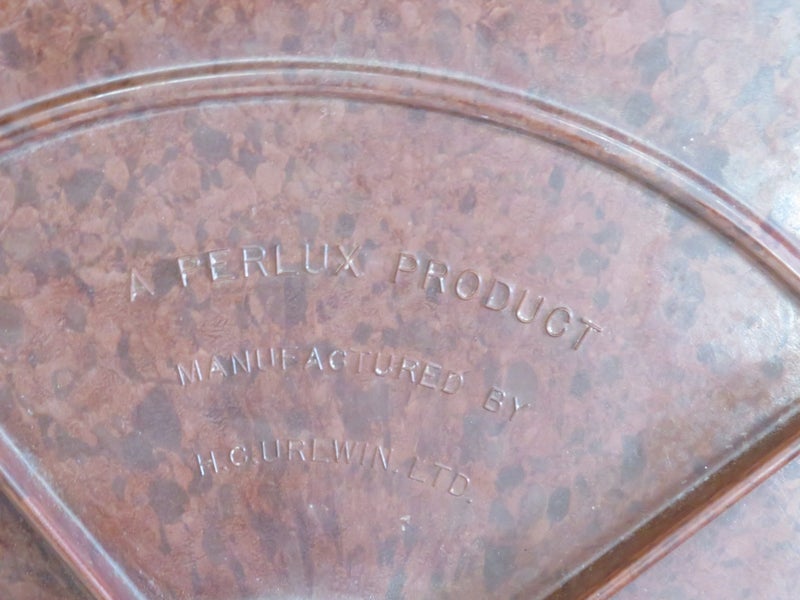 A PERLUX PRODUCT
MANUFACTURED BY
H.C.URLWIN.LTD.